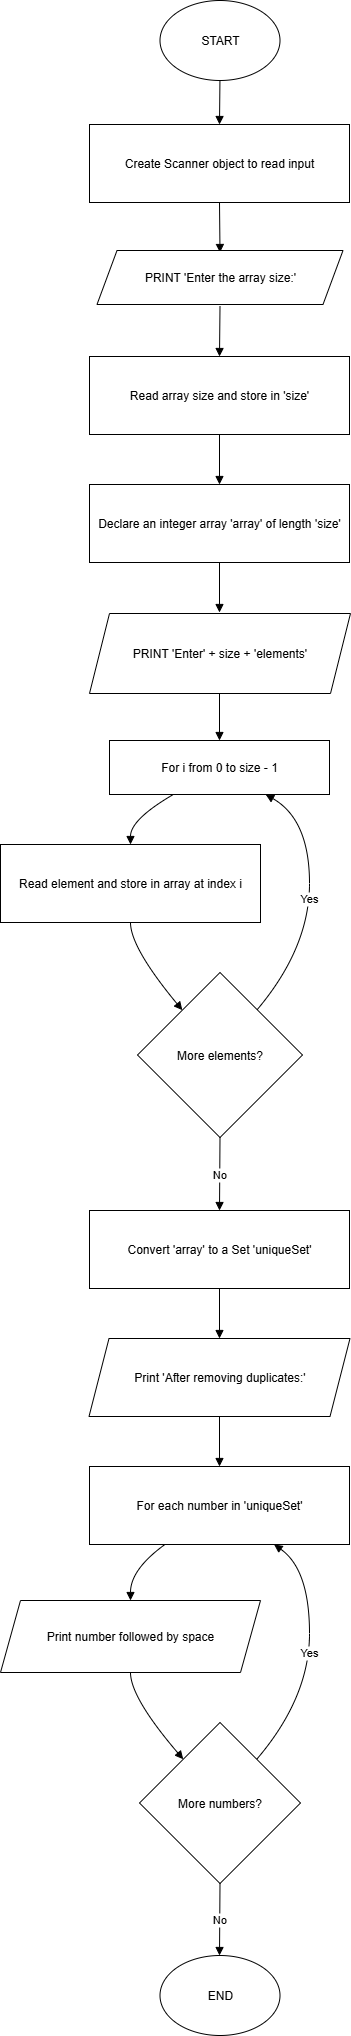 START
Create Scanner object to read input
PRINT 'Enter the array size:'
Read array size and store in 'size'
Declare an integer array 'array' of length 'size'
PRINT 'Enter' + size + 'elements'
For i from 0 to size - 1
Read element and store in array at index i
Yes
More elements?
No
Convert 'array' to a Set 'uniqueSet'
Print 'After removing duplicates:'
For each number in 'uniqueSet'
Print number followed by space
Yes
More numbers?
No
END